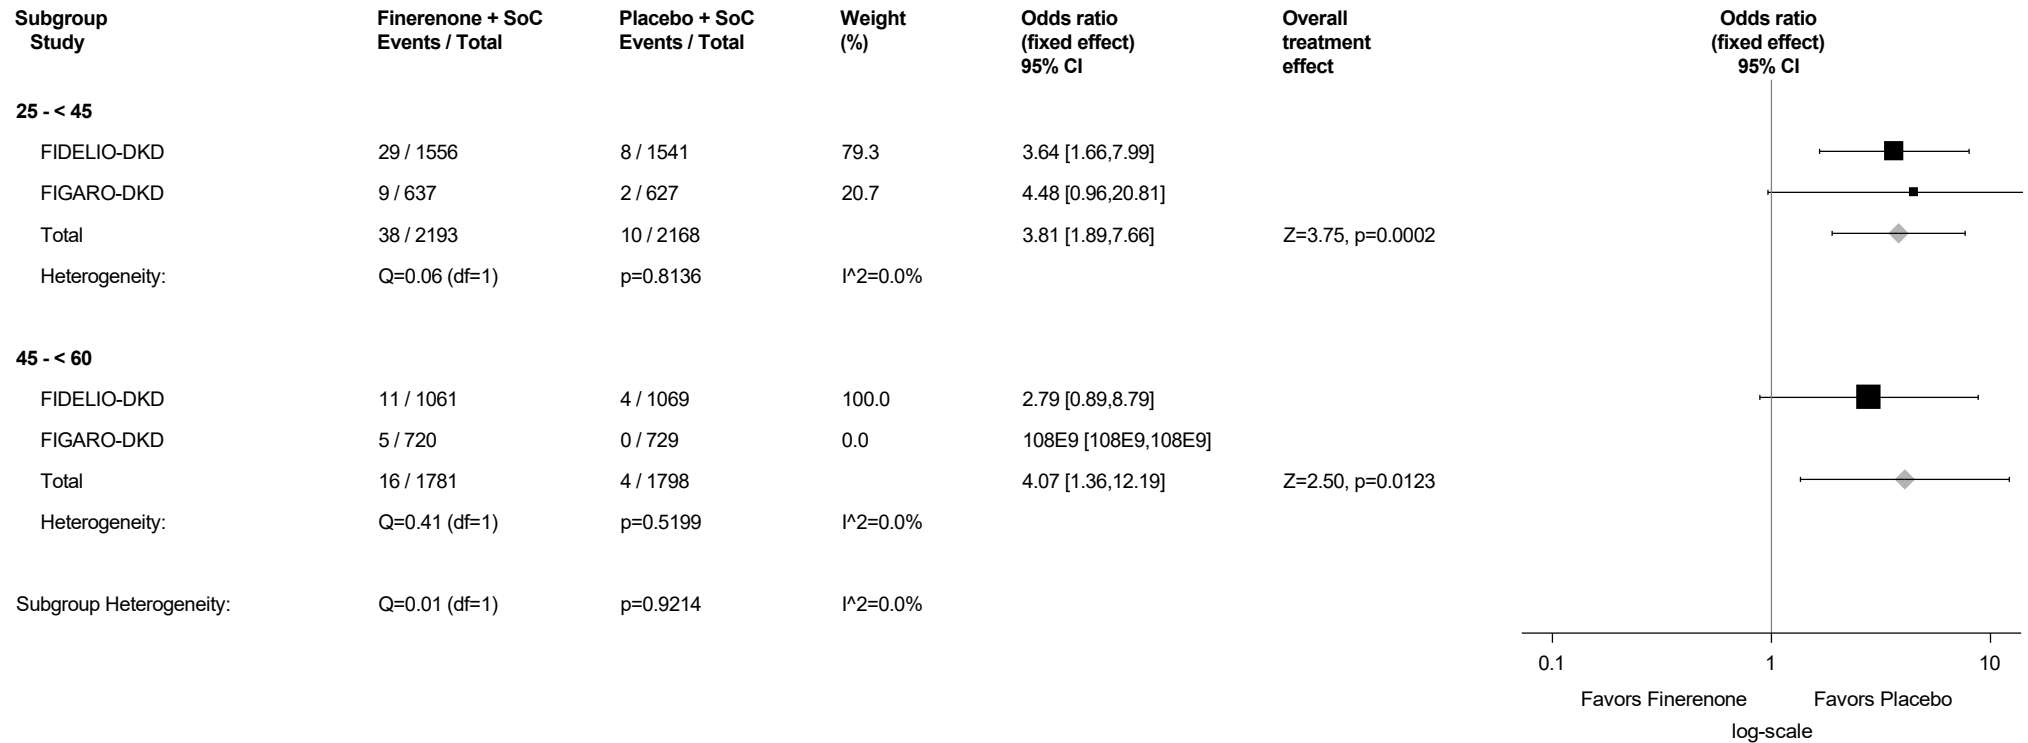 Subgroup Finerenone + SoC Placebo + SoC Weight Odds ratio Overall Odds ratio
Study Events / Total Events / Total (%) (fixed effect) treatment (fixed effect)
95% CI effect 95% CI
25 - < 45
FIDELIO-DKD 29 / 1556 8 / 1541 79.3 3.64 [1.66,7.99]
FIGARO-DKD 9 / 637 2 / 627 20.7 4.48 [0.96,20.81]
Total 38 / 2193 10 / 2168 3.81 [1.89,7.66] Z=3.75, p=0.0002
Heterogeneity: Q=0.06 (df=1) p=0.8136 I^2=0.0%
45 - < 60
FIDELIO-DKD 11 / 1061 4 / 1069 100.0 2.79 [0.89,8.79]
FIGARO-DKD 5 / 720 0 / 729 0.0 108E9 [108E9,108E9]
Total 16 / 1781 4 / 1798 4.07 [1.36,12.19] Z=2.50, p=0.0123
Heterogeneity: Q=0.41 (df=1) p=0.5199 I^2=0.0%
Subgroup Heterogeneity: Q=0.01 (df=1) p=0.9214 I^2=0.0%
0.1 1 10
Favors Finerenone Favors Placebo
log-scale